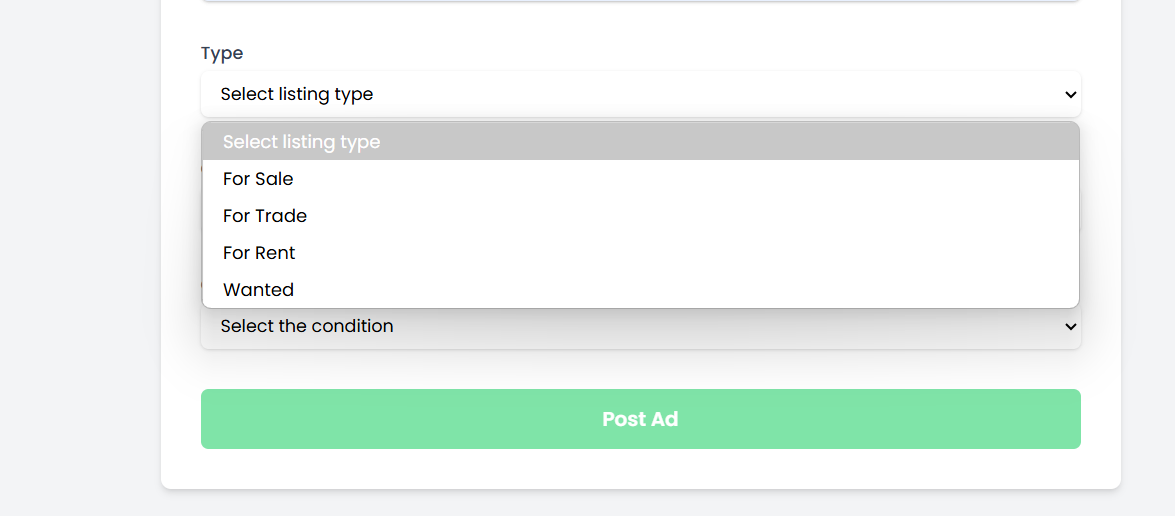 Type
Select listing type
Select listing type
For Sale
For Trade
For Rent
Wanted
Select the condition
Post Ad